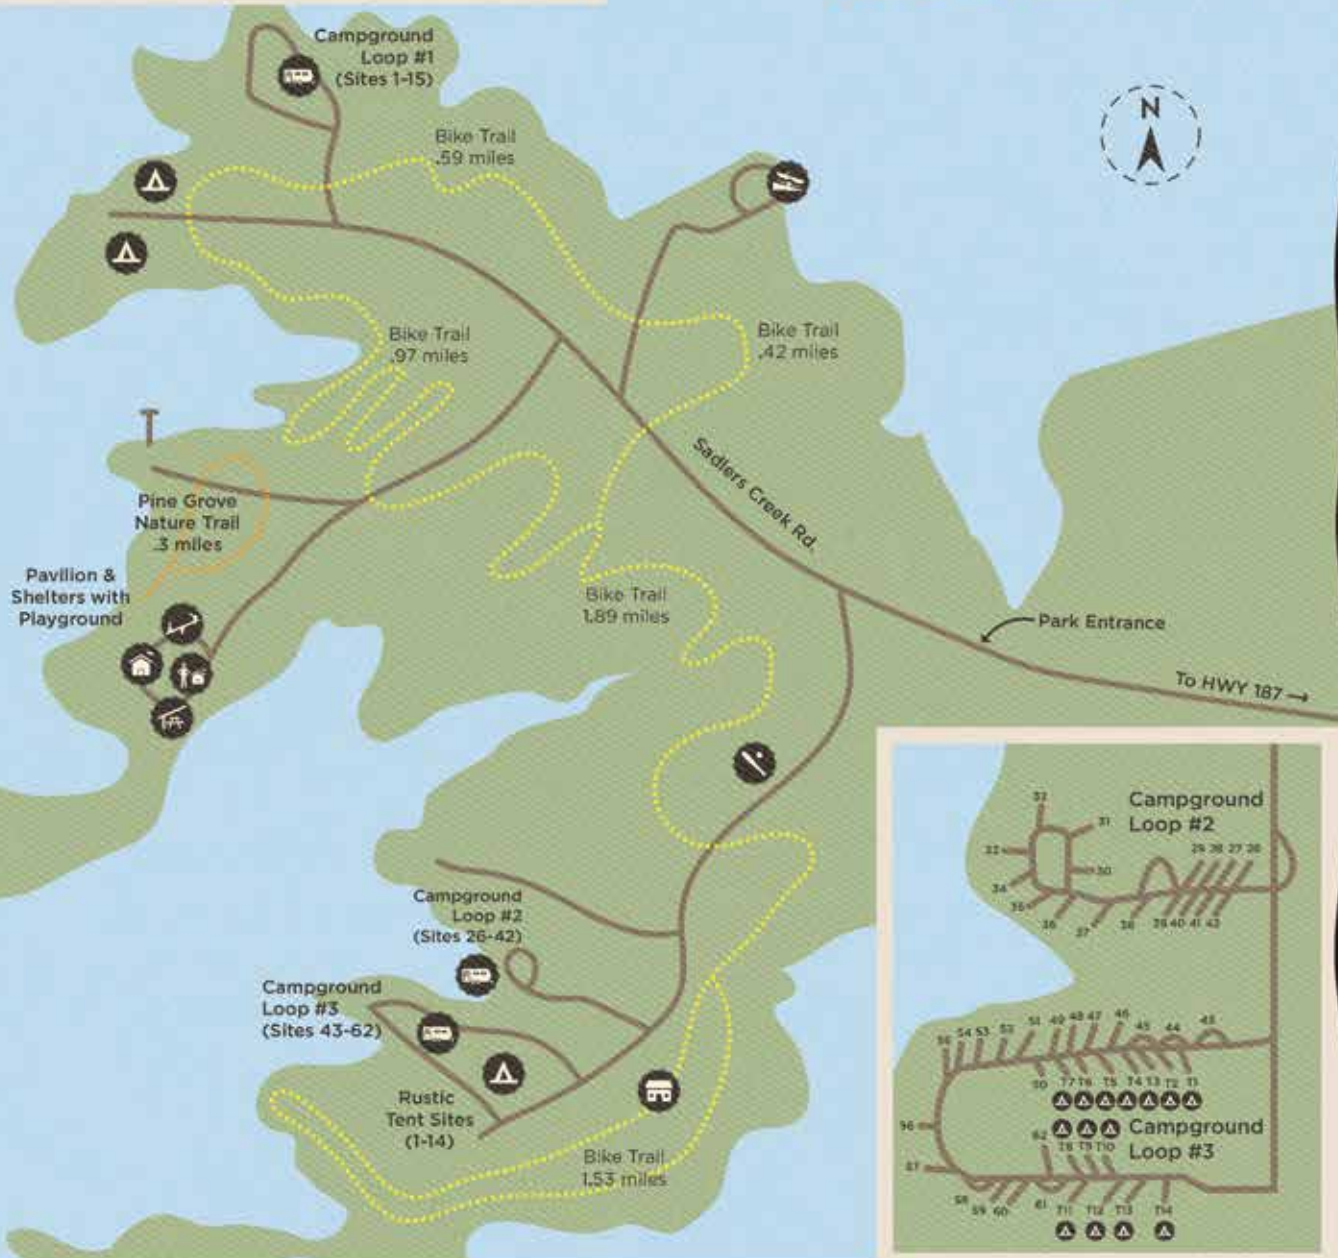 Campground
Loop #1
(Sites 1-15)
N
Bike Trail
.59 miles
Bike Trail
.97 miles
Bike Trail
.42 miles
Sadlers Creek Rd.
Pine Grove
Nature Trail
.3 miles
Pavilion &
Shelters with
Playground
Bike Trail
1.89 miles
Park Entrance
To HWY 187
Campground
Loop #2
(Sites 26-42)
Campground
Loop #3
(Sites 43-62)
Rustic
Tent Sites
(1-14)
Bike Trail
1.53 miles
Campground
Loop #2
31
30
34
35
36
37
38
39 40 41 42
29 28 27
54 53 52 51 49 48 47 46 45 44 43
50 T7 T6 T5 T4 T3 T2 T1
Campground
Loop #3
62 T8 T9 T10
57
58
59 60 61 T11 T12 T13 T14